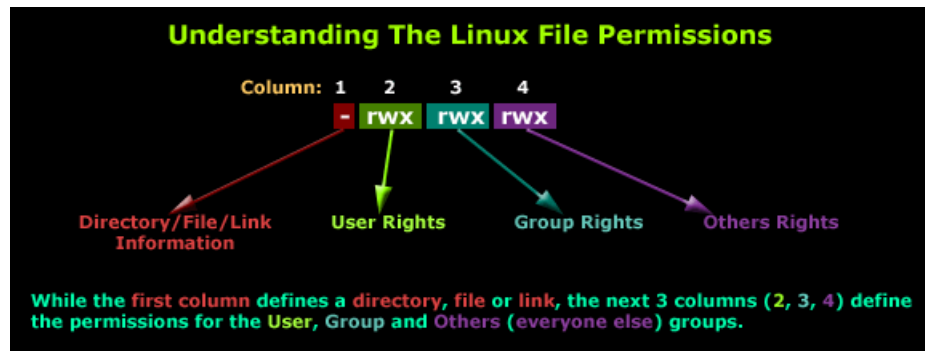 Understanding The Linux File Permissions
Column: 1 2 3 4
- rwx rwx rwx
Directory/File/Link User Rights Group Rights Others Rights
Information
While the first column defines a directory, file or link, the next 3 columns (2, 3, 4) define
the permissions for the User, Group and Others (everyone else) groups.